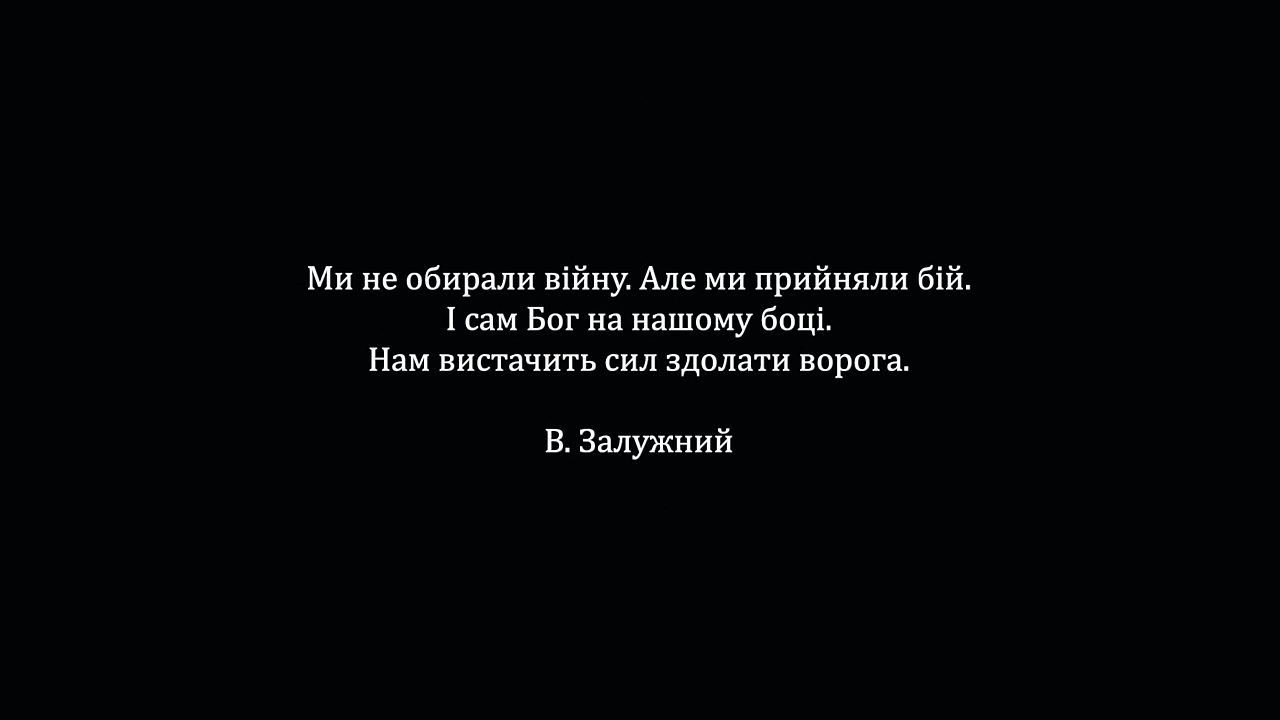 Ми не обирали війну. Але ми прийняли бій.
І сам Бог на нашому боці.
Нам вистачить сил здолати ворога.
В. Залужний